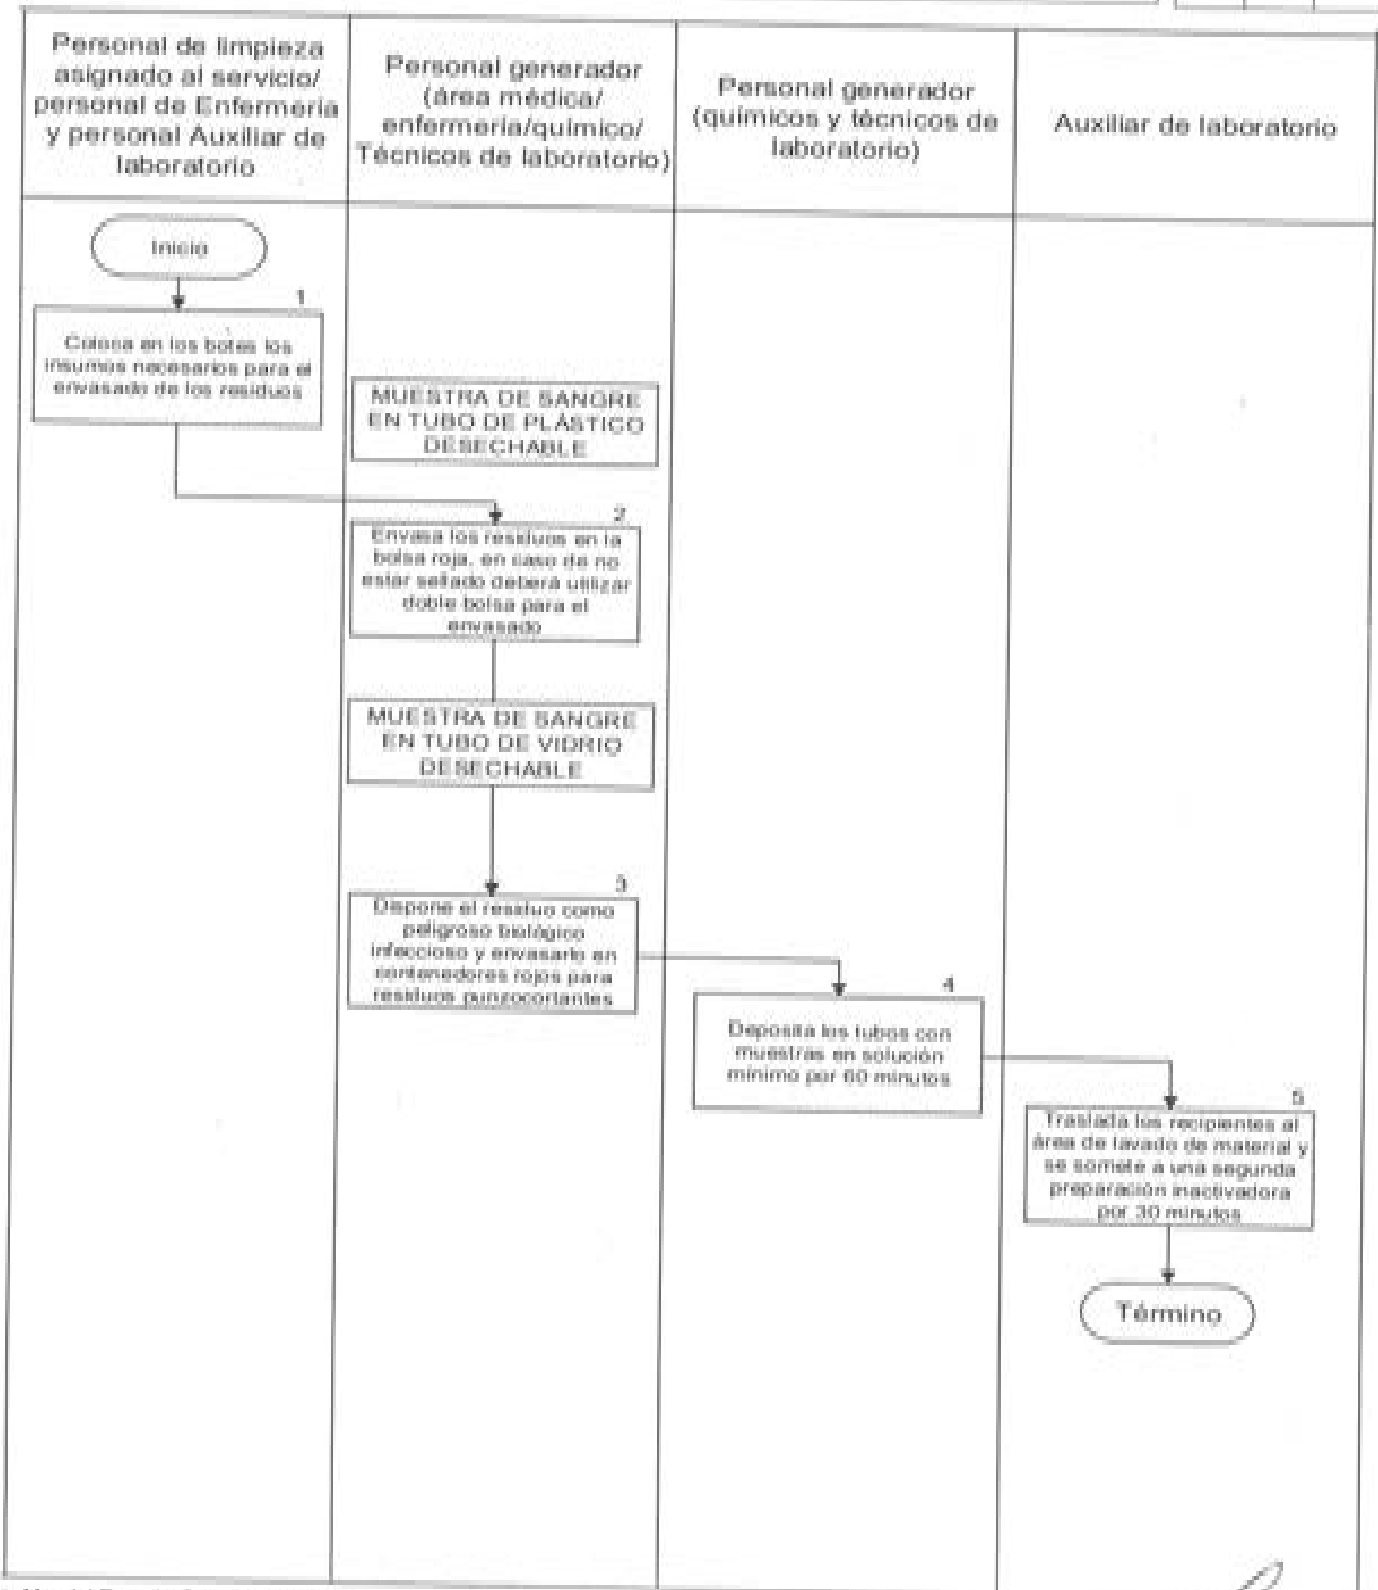 Personal de limpieza
asignado al servicio/
personal de Enfermería
y personal Auxiliar de
laboratorio
Personal generador
(área médica/
enfermería/químico/
Técnicos de laboratorio)
Personal generador
(químicos y técnicos de
laboratorio)
Auxiliar de laboratorio
Inicio
1
Coloca en los botes los
insumos necesarios para el
envasado de los residuos
MUESTRA DE SANGRE
EN TUBO DE PLÁSTICO
DESECHABLE
2
Envasa los residuos en la
bolsa roja, en caso de no
estar sellado deberá utilizar
doble bolsa para el
envasado
MUESTRA DE SANGRE
EN TUBO DE VIDRIO
DESECHABLE
3
Dispone el residuo como
peligroso biológico
infeccioso y envasarlo en
contenedores rojos para
residuos punzocortantes
4
Deposita los tubos con
muestras en solución
mínimo por 60 minutos
5
Traslada los recipientes al
área de lavado de material y
se somete a una segunda
preparación inactivadora
por 30 minutos
Término